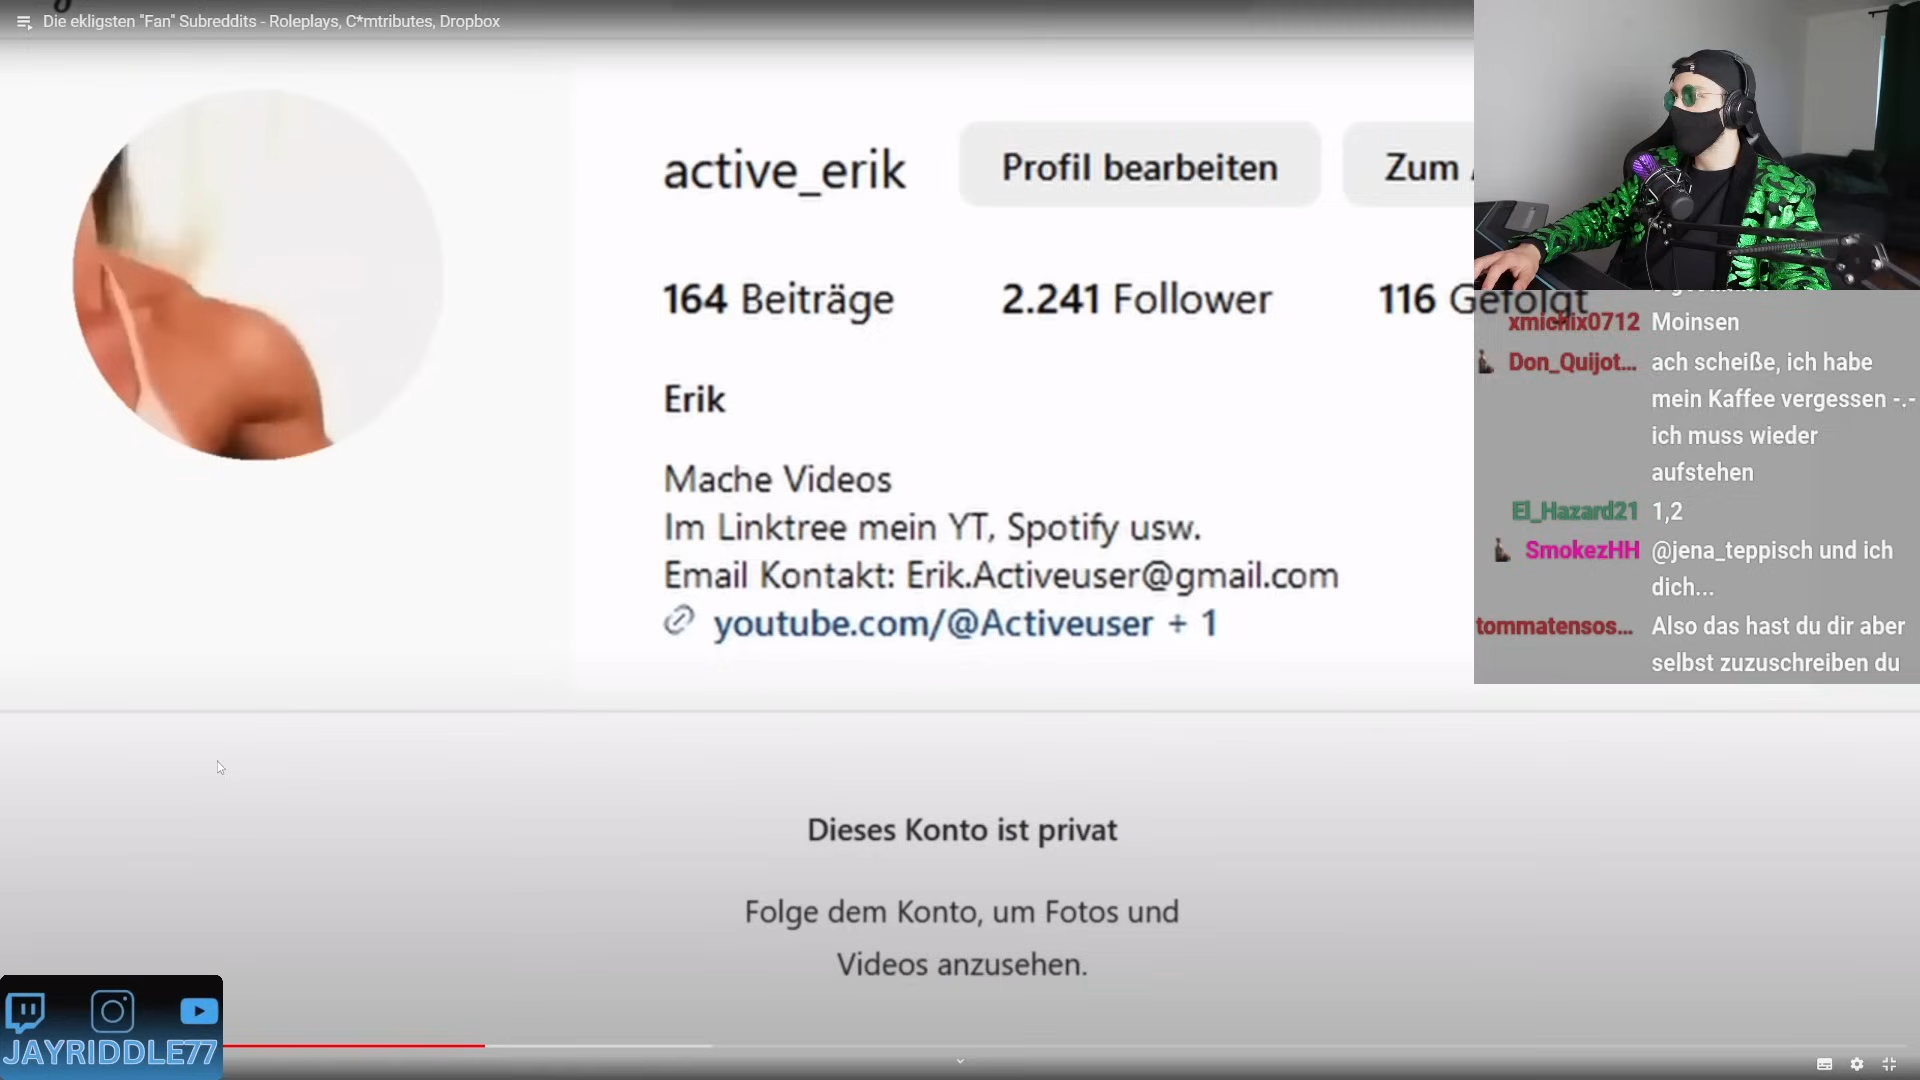 Die ekligsten "Fan" Subreddits - Roleplays, C*mtributes, Dropbox
active_erik
Profil bearbeiten
Zum
164 Beiträge
2.241 Follower
116 Gefolgt
Erik
Mache Videos
Im Linktree mein YT, Spotify usw.
Email Kontakt: Erik.Activeuser@gmail.com
youtube.com/@Activeuser + 1
Dieses Konto ist privat
Folge dem Konto, um Fotos und
Videos anzusehen.
xmichix0712 Moinsen
Don_Quijot... ach scheiße, ich habe
mein Kaffee vergessen -.-
ich muss wieder
aufstehen
El_Hazard21 1,2
SmokezHH @jena_teppisch und ich
dich...
tommatensos... Also das hast du dir aber
selbst zuzuschreiben du
JAYRIDDLE77